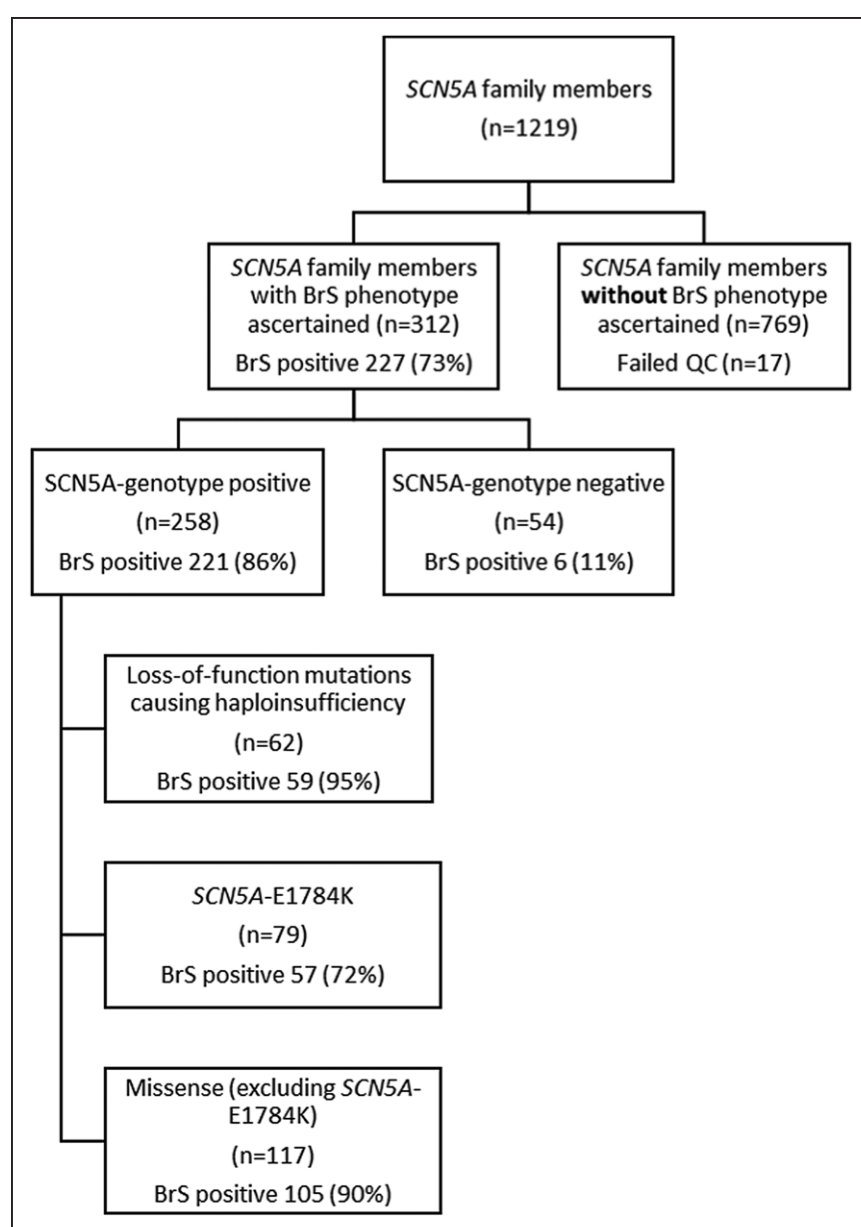 SCN5A family members
(n=1219)
SCN5A family members
with BrS phenotype
ascertained (n=312)
BrS positive 227 (73%)
SCN5A family members
without BrS phenotype
ascertained (n=769)
Failed QC (n=17)
SCN5A-genotype positive
(n=258)
BrS positive 221 (86%)
SCN5A-genotype negative
(n=54)
BrS positive 6 (11%)
Loss-of-function mutations
causing haploinsufficiency
(n=62)
BrS positive 59 (95%)
SCN5A-E1784K
(n=79)
BrS positive 57 (72%)
Missense (excluding SCN5A-
E1784K)
(n=117)
BrS positive 105 (90%)